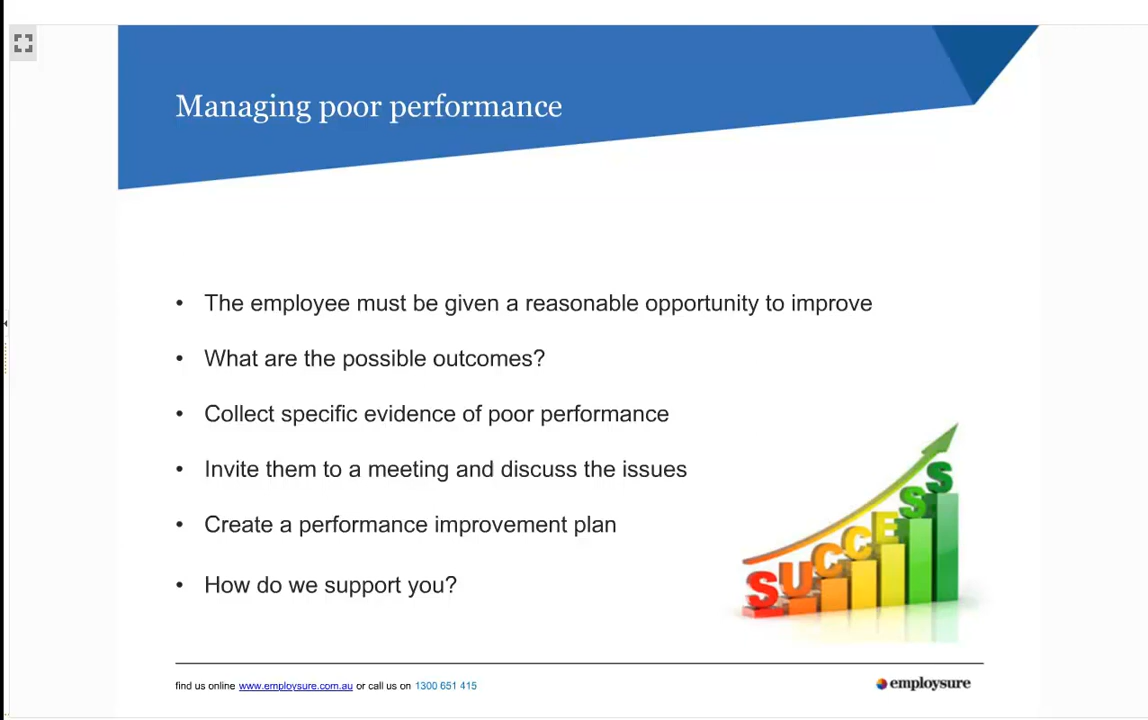 Managing poor performance
• The employee must be given a reasonable opportunity to improve
• What are the possible outcomes?
• Collect specific evidence of poor performance
• Invite them to a meeting and discuss the issues
• Create a performance improvement plan
• How do we support you?
SUCCESS
find us online www.employsure.com.au or call us on 1300 651 415
employsure